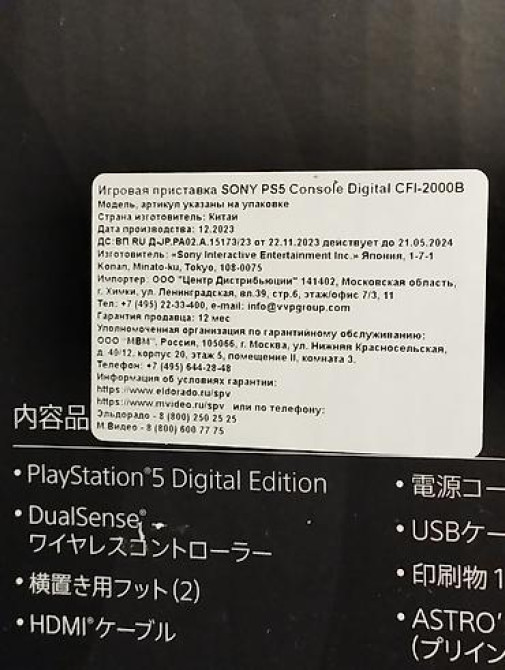 Игровая приставка SONY PS5 Console Digital CFI-2000B
Модель, артикул указаны на упаковке
Страна изготовитель: Китай
Дата производства: 12.2023
ДС:ВП RU Д-JP.РА02.А.15173/23 от 22.11.2023 действует до 21.05.2024
Изготовитель: «Sony Interactive Entertainment Inc.» Япония, 1-7-1
Konan, Minato-ku, Tokyo, 108-0075
Импортер: ООО "Центр Дистрибьюции" 141402, Московская область,
г. Химки, ул. Ленинградская, вл.39, стр.6, этаж/офис 7/3, 11
Тел: +7 (495) 22-33-400, e-mail: info@vvpgroup.com
Гарантия продавца: 12 мес
Уполномоченная организация по гарантийному обслуживанию:
ООО "МВМ", Россия, 105066, г. Москва, ул. Нижняя Красносельская,
д. 40/12, корпус 20, этаж 5, помещение II, комната 3.
Телефон: +7 (495) 644-28-48
Информация об условиях гарантии:
https://www.eldorado.ru/spv
https://www.mvideo.ru/spv или по телефону:
Эльдорадо - 8 (800) 250 25 25
М.Видео - 8 (800) 600 77 75
内容品
• PlayStation®5 Digital Edition
• DualSense®
ワイヤレスコントローラー
• 横置き用フット(2)
• HDMI®ケーブル
• 電源コー
• USBケー
• 印刷物 1
• ASTRO'
(プリイン